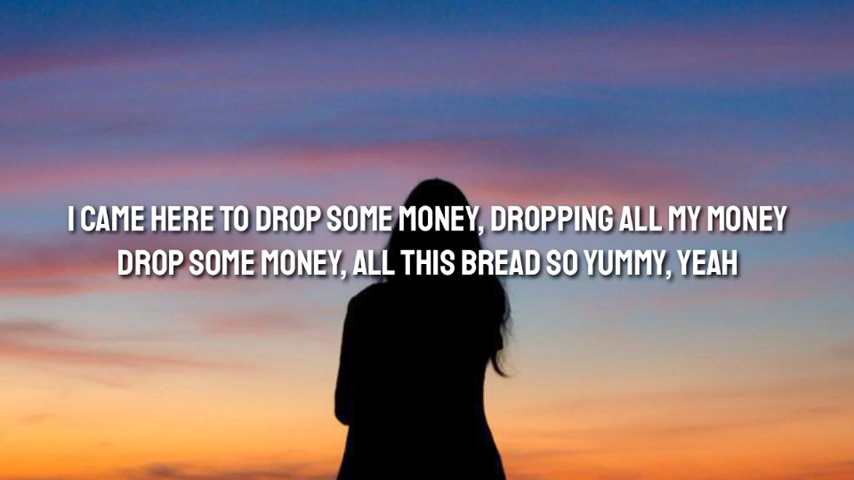 I CAME HERE TO DROP SOME MONEY, DROPPING ALL MY MONEY
DROP SOME MONEY, ALL THIS BREAD SO YUMMY, YEAH